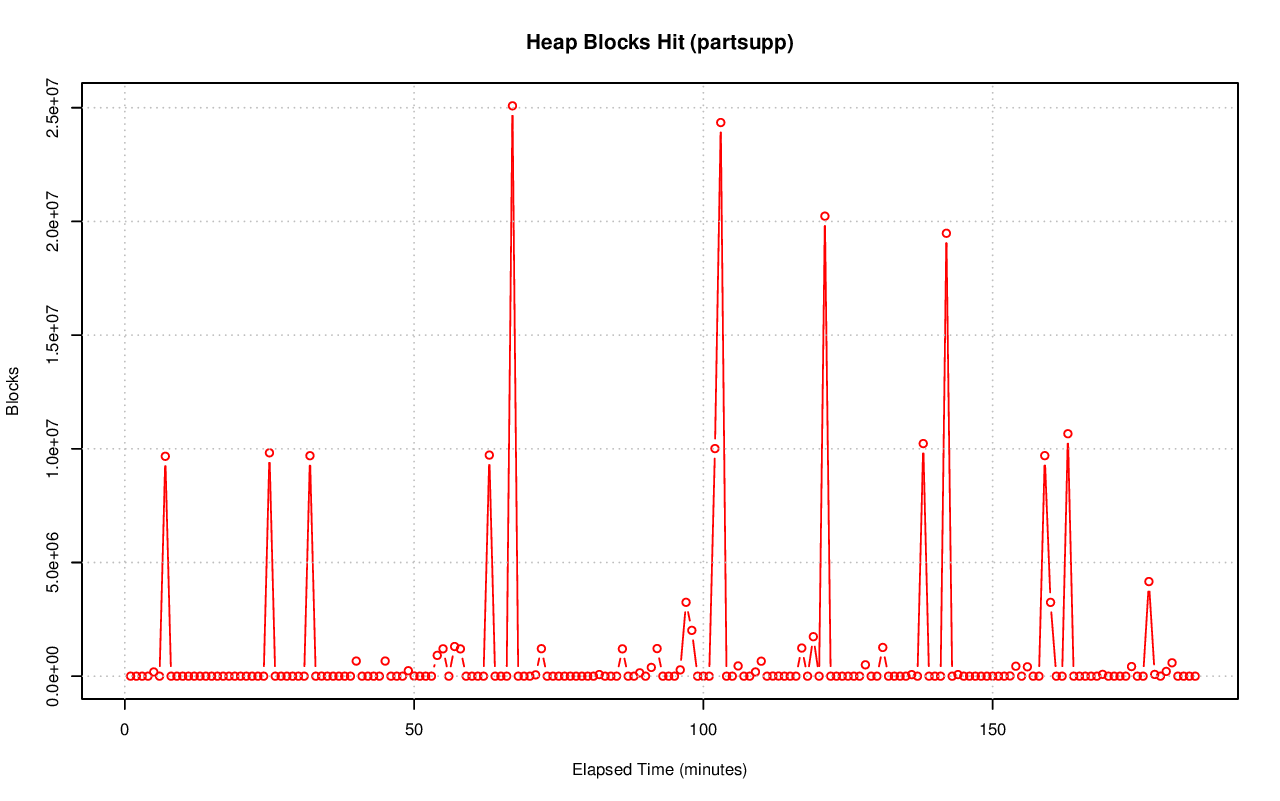 Heap Blocks Hit (partsupp)
Blocks
2.5e+07
2.0e+07
1.5e+07
1.0e+07
5.0e+06
0.0e+00
0 50 100 150
Elapsed Time (minutes)